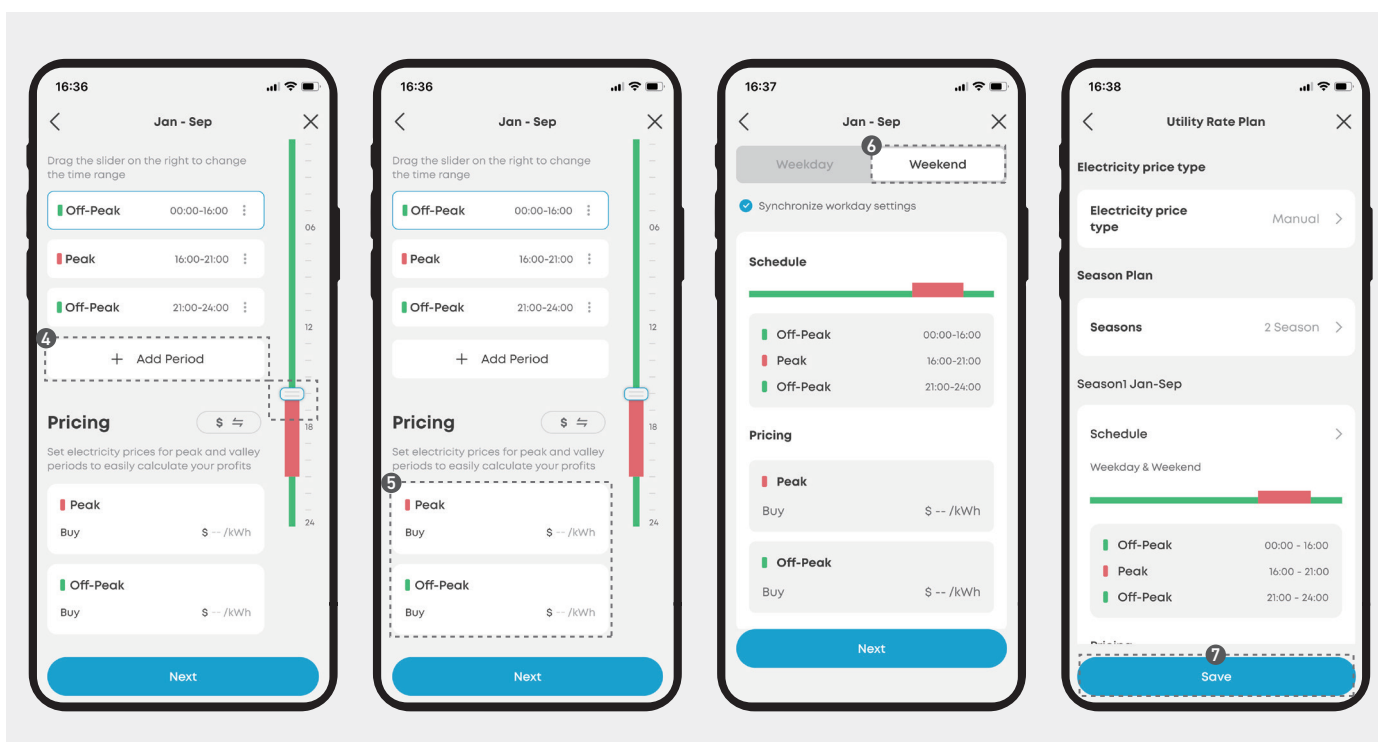 16:36
Jan - Sep
Drag the slider on the right to change
the time range
Off-Peak 00:00-16:00
06
Peak 16:00-21:00
Off-Peak 21:00-24:00
12
4
+ Add Period
Pricing $
18
Set electricity prices for peak and valley
periods to easily calculate your profits
Peak
Buy $ -- /kWh
24
Off-Peak
Buy $ -- /kWh
Next
16:36
Jan - Sep
Drag the slider on the right to change
the time range
Off-Peak 00:00-16:00
06
Peak 16:00-21:00
Off-Peak 21:00-24:00
12
+ Add Period
Pricing $
18
Set electricity prices for peak and valley
periods to easily calculate your profits
5
Peak
Buy $ -- /kWh
24
Off-Peak
Buy $ -- /kWh
Next
16:37
Jan - Sep
6
Weekday Weekend
Synchronize workday settings
Schedule
Off-Peak 00:00-16:00
Peak 16:00-21:00
Off-Peak 21:00-24:00
Pricing
Peak
Buy $ -- /kWh
Off-Peak
Buy $ -- /kWh
Next
16:38
Utility Rate Plan
Electricity price type
Electricity price
type
Manual
Season Plan
Seasons 2 Season
Season1 Jan-Sep
Schedule
Weekday & Weekend
Off-Peak 00:00 - 16:00
Peak 16:00 - 21:00
Off-Peak 21:00 - 24:00
7
Save